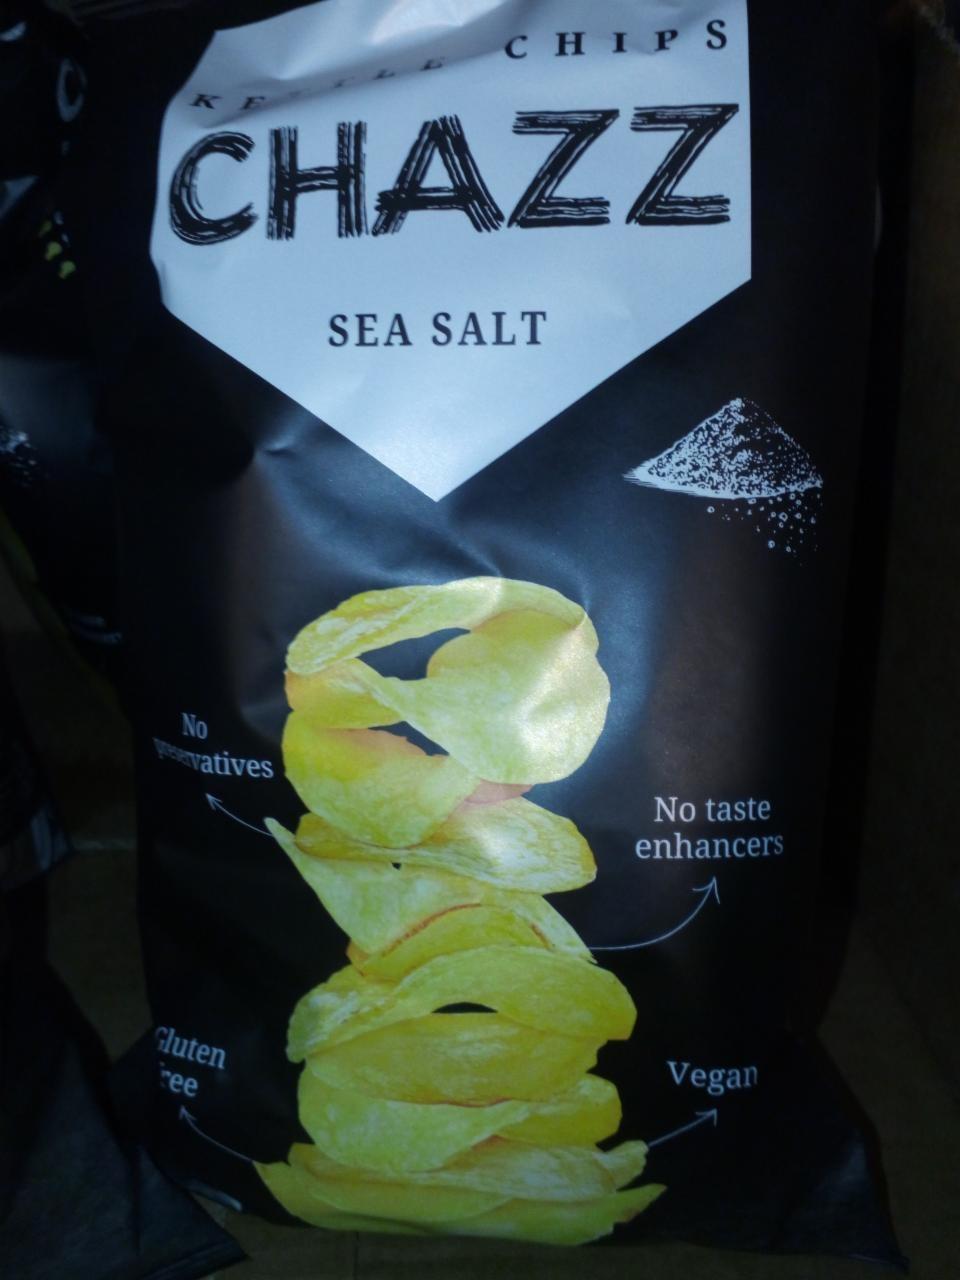 KETTLE CHIPS
CHAZZ
SEA SALT
No
preservatives
No taste
enhancers
Gluten
free
Vegan